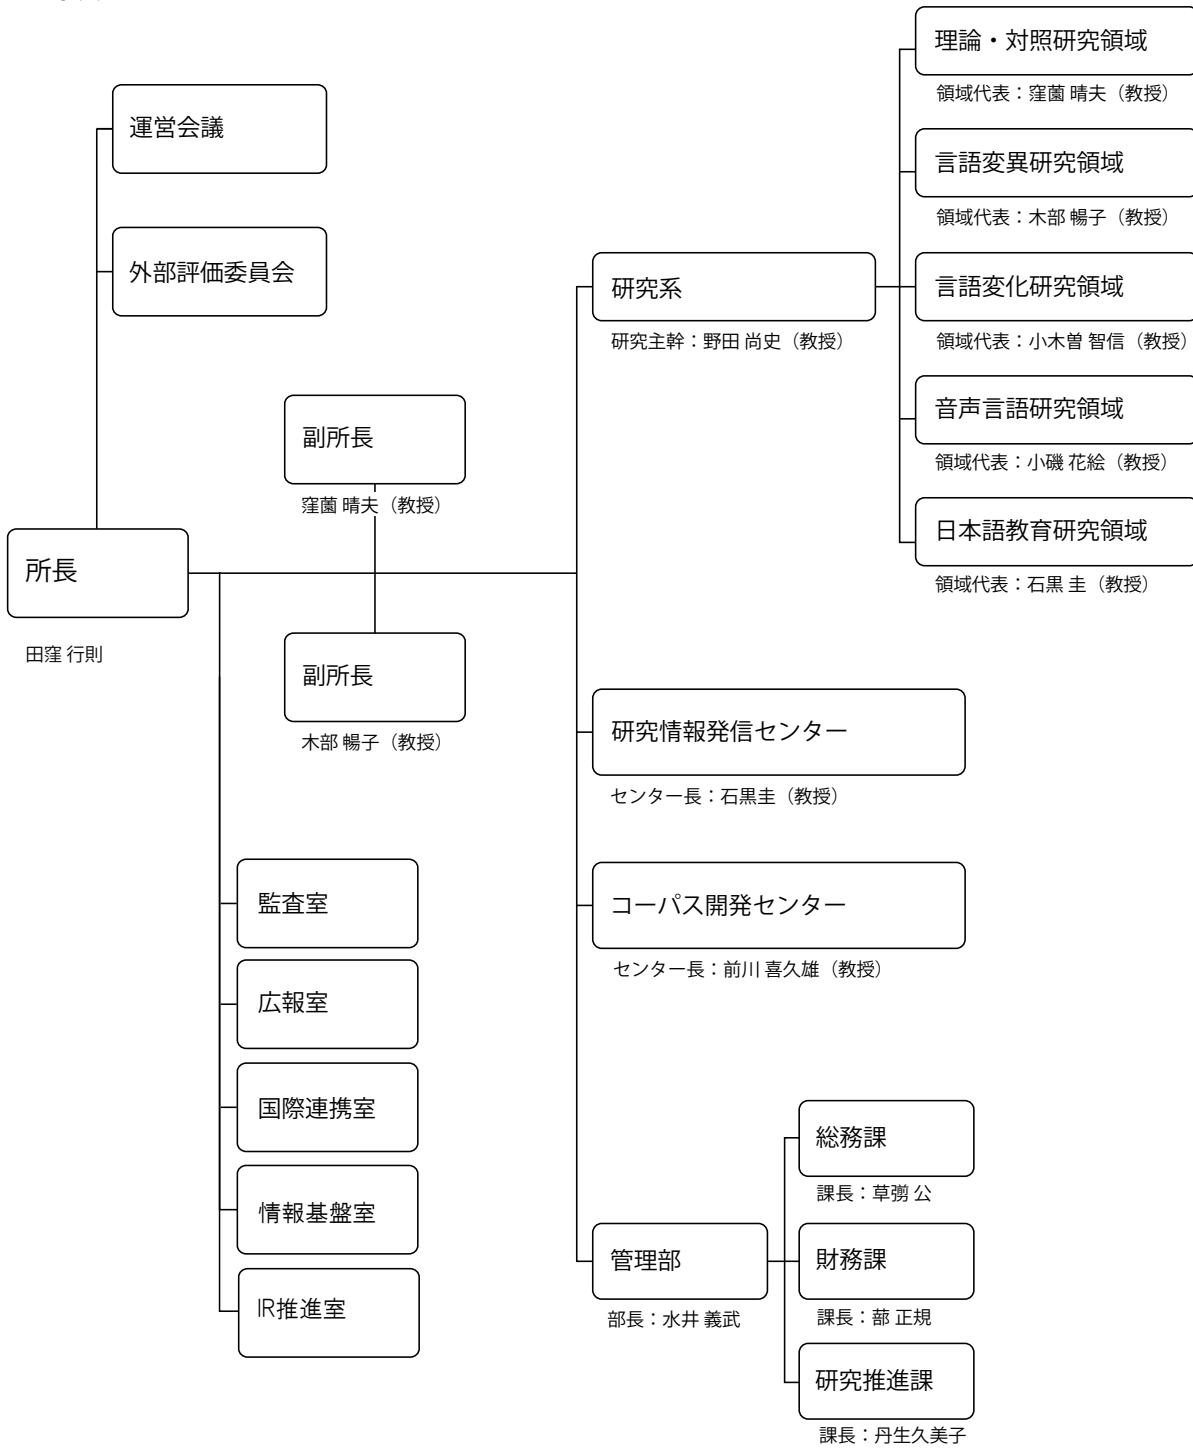 運営会議
外部評価委員会
所長
田窪 行則
副所長
窪薗 晴夫（教授）
副所長
木部 暢子（教授）
監査室
広報室
国際連携室
情報基盤室
IR推進室
研究系
研究主幹：野田 尚史（教授）
理論・対照研究領域
領域代表：窪薗 晴夫（教授）
言語変異研究領域
領域代表：木部 暢子（教授）
言語変化研究領域
領域代表：小木曽 智信（教授）
音声言語研究領域
領域代表：小磯 花絵（教授）
日本語教育研究領域
領域代表：石黒 圭（教授）
研究情報発信センター
センター長：石黒圭（教授）
コーパス開発センター
センター長：前川 喜久雄（教授）
管理部
部長：水井 義武
総務課
課長：草彅 公
財務課
課長：蔀 正規
研究推進課
課長：丹生久美子